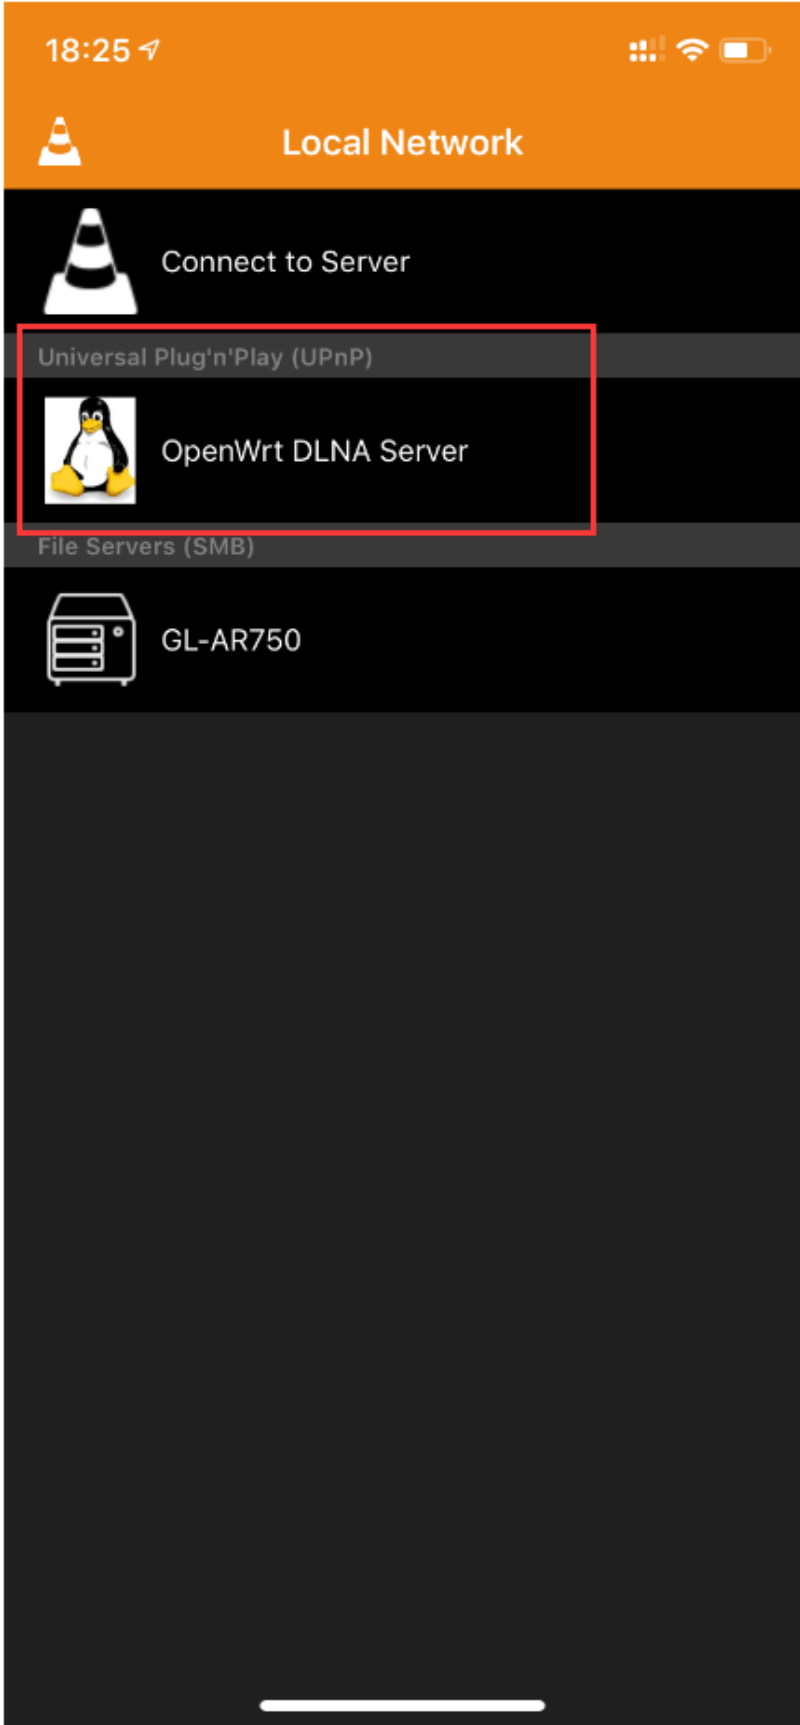 18:25
Local Network
Connect to Server
Universal Plug'n'Play (UPnP)
OpenWrt DLNA Server
File Servers (SMB)
GL-AR750